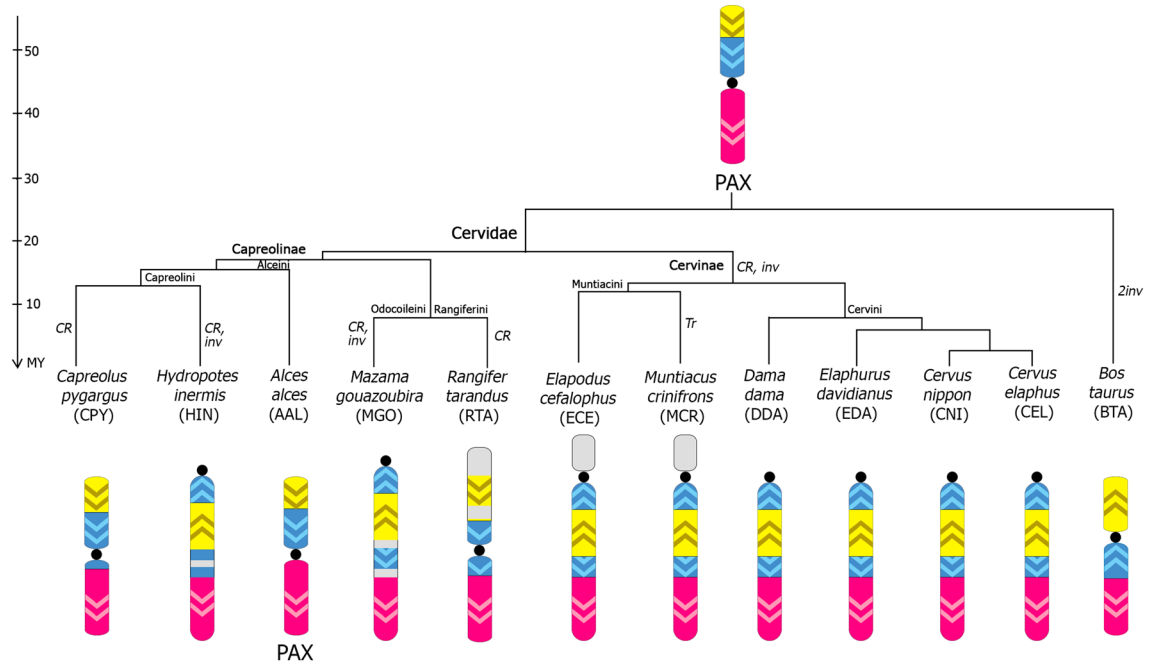 50
40
30
20
10
MY
PAX
Cervidae
Capreolinae
Alceini
Capreolini
Cervinae
CR, inv
Muntiacini
Odocoileini
Rangiferini
Cervini
CR
CR,
inv
CR,
inv
CR
Tr
2inv
Capreolus
pygargus
(CPY)
Hydropotes
inermis
(HIN)
Alces
alces
(AAL)
Mazama
gouazoubira
(MGO)
Rangifer
tarandus
(RTA)
Elapodus
cefalophus
(ECE)
Muntiacus
crinifrons
(MCR)
Dama
dama
(DDA)
Elaphurus
davidianus
(EDA)
Cervus
nippon
(CNI)
Cervus
elaphus
(CEL)
Bos
taurus
(BTA)
PAX